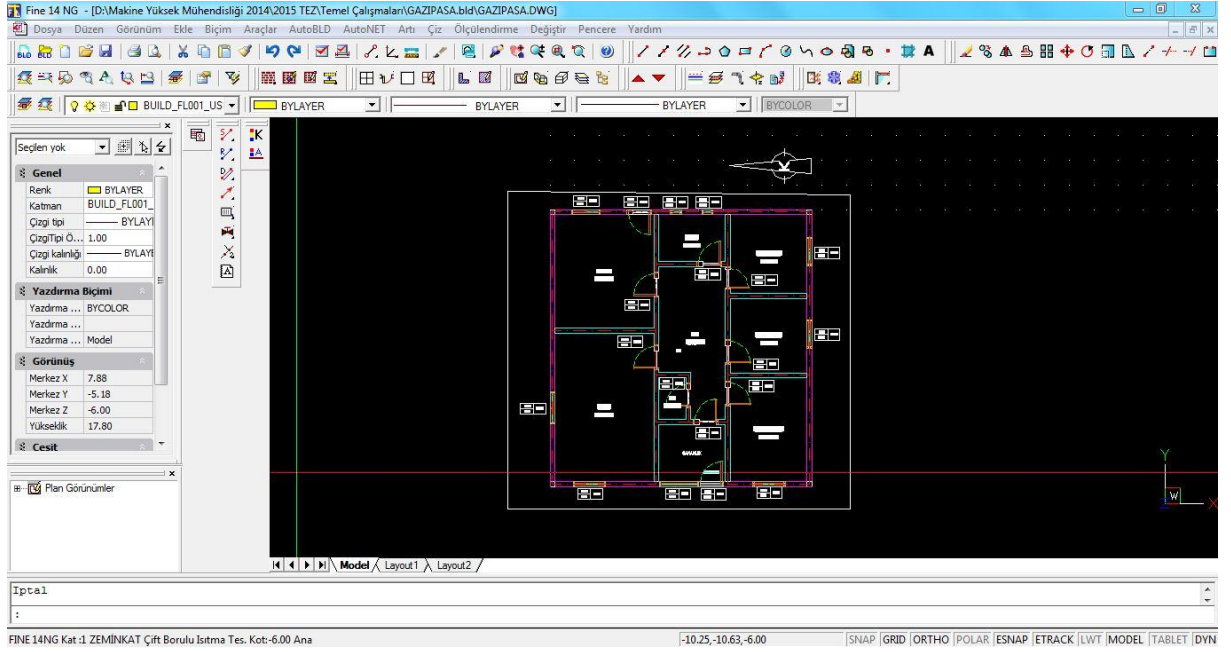 Fine 14 NG - [D:\Makine Yüksek Mühendisliği 2014\2015 TEZ\Temel Çalışmaları\GAZIPASA.bld\GAZIPASA.DWG]
Dosya Düzen Görünüm Ekle Biçim Araçlar AutoBLD AutoNET Artı Çiz Ölçülendirme Değiştir Pencere Yardım
BLD BLD
BUILD_FL001_US BYLAYER BYLAYER BYLAYER BYCOLOR
Seçilen yok
Genel
Renk BYLAYER
Katman BUILD_FL001_
Çizgi tipi BYLAYI
ÇizgiTipi Ö... 1.00
Çizgi kalınlığı BYLAYE
Kalınlık 0.00
Yazdırma Biçimi
Yazdırma ... BYCOLOR
Yazdırma ...
Yazdırma ... Model
Görünüş
Merkez X 7.88
Merkez Y -5.18
Merkez Z -6.00
Yükseklik 17.80
Cesit
Plan Görünümler
K
Y
W
X
Model Layout1 Layout2
Iptal
:
FINE 14NG Kat :1 ZEMİNKAT Çift Borulu Isıtma Tes. Kot:-6.00 Ana -10.25,-10.63,-6.00 SNAP GRID ORTHO POLAR ESNAP ETRACK LWT MODEL TABLET DYN